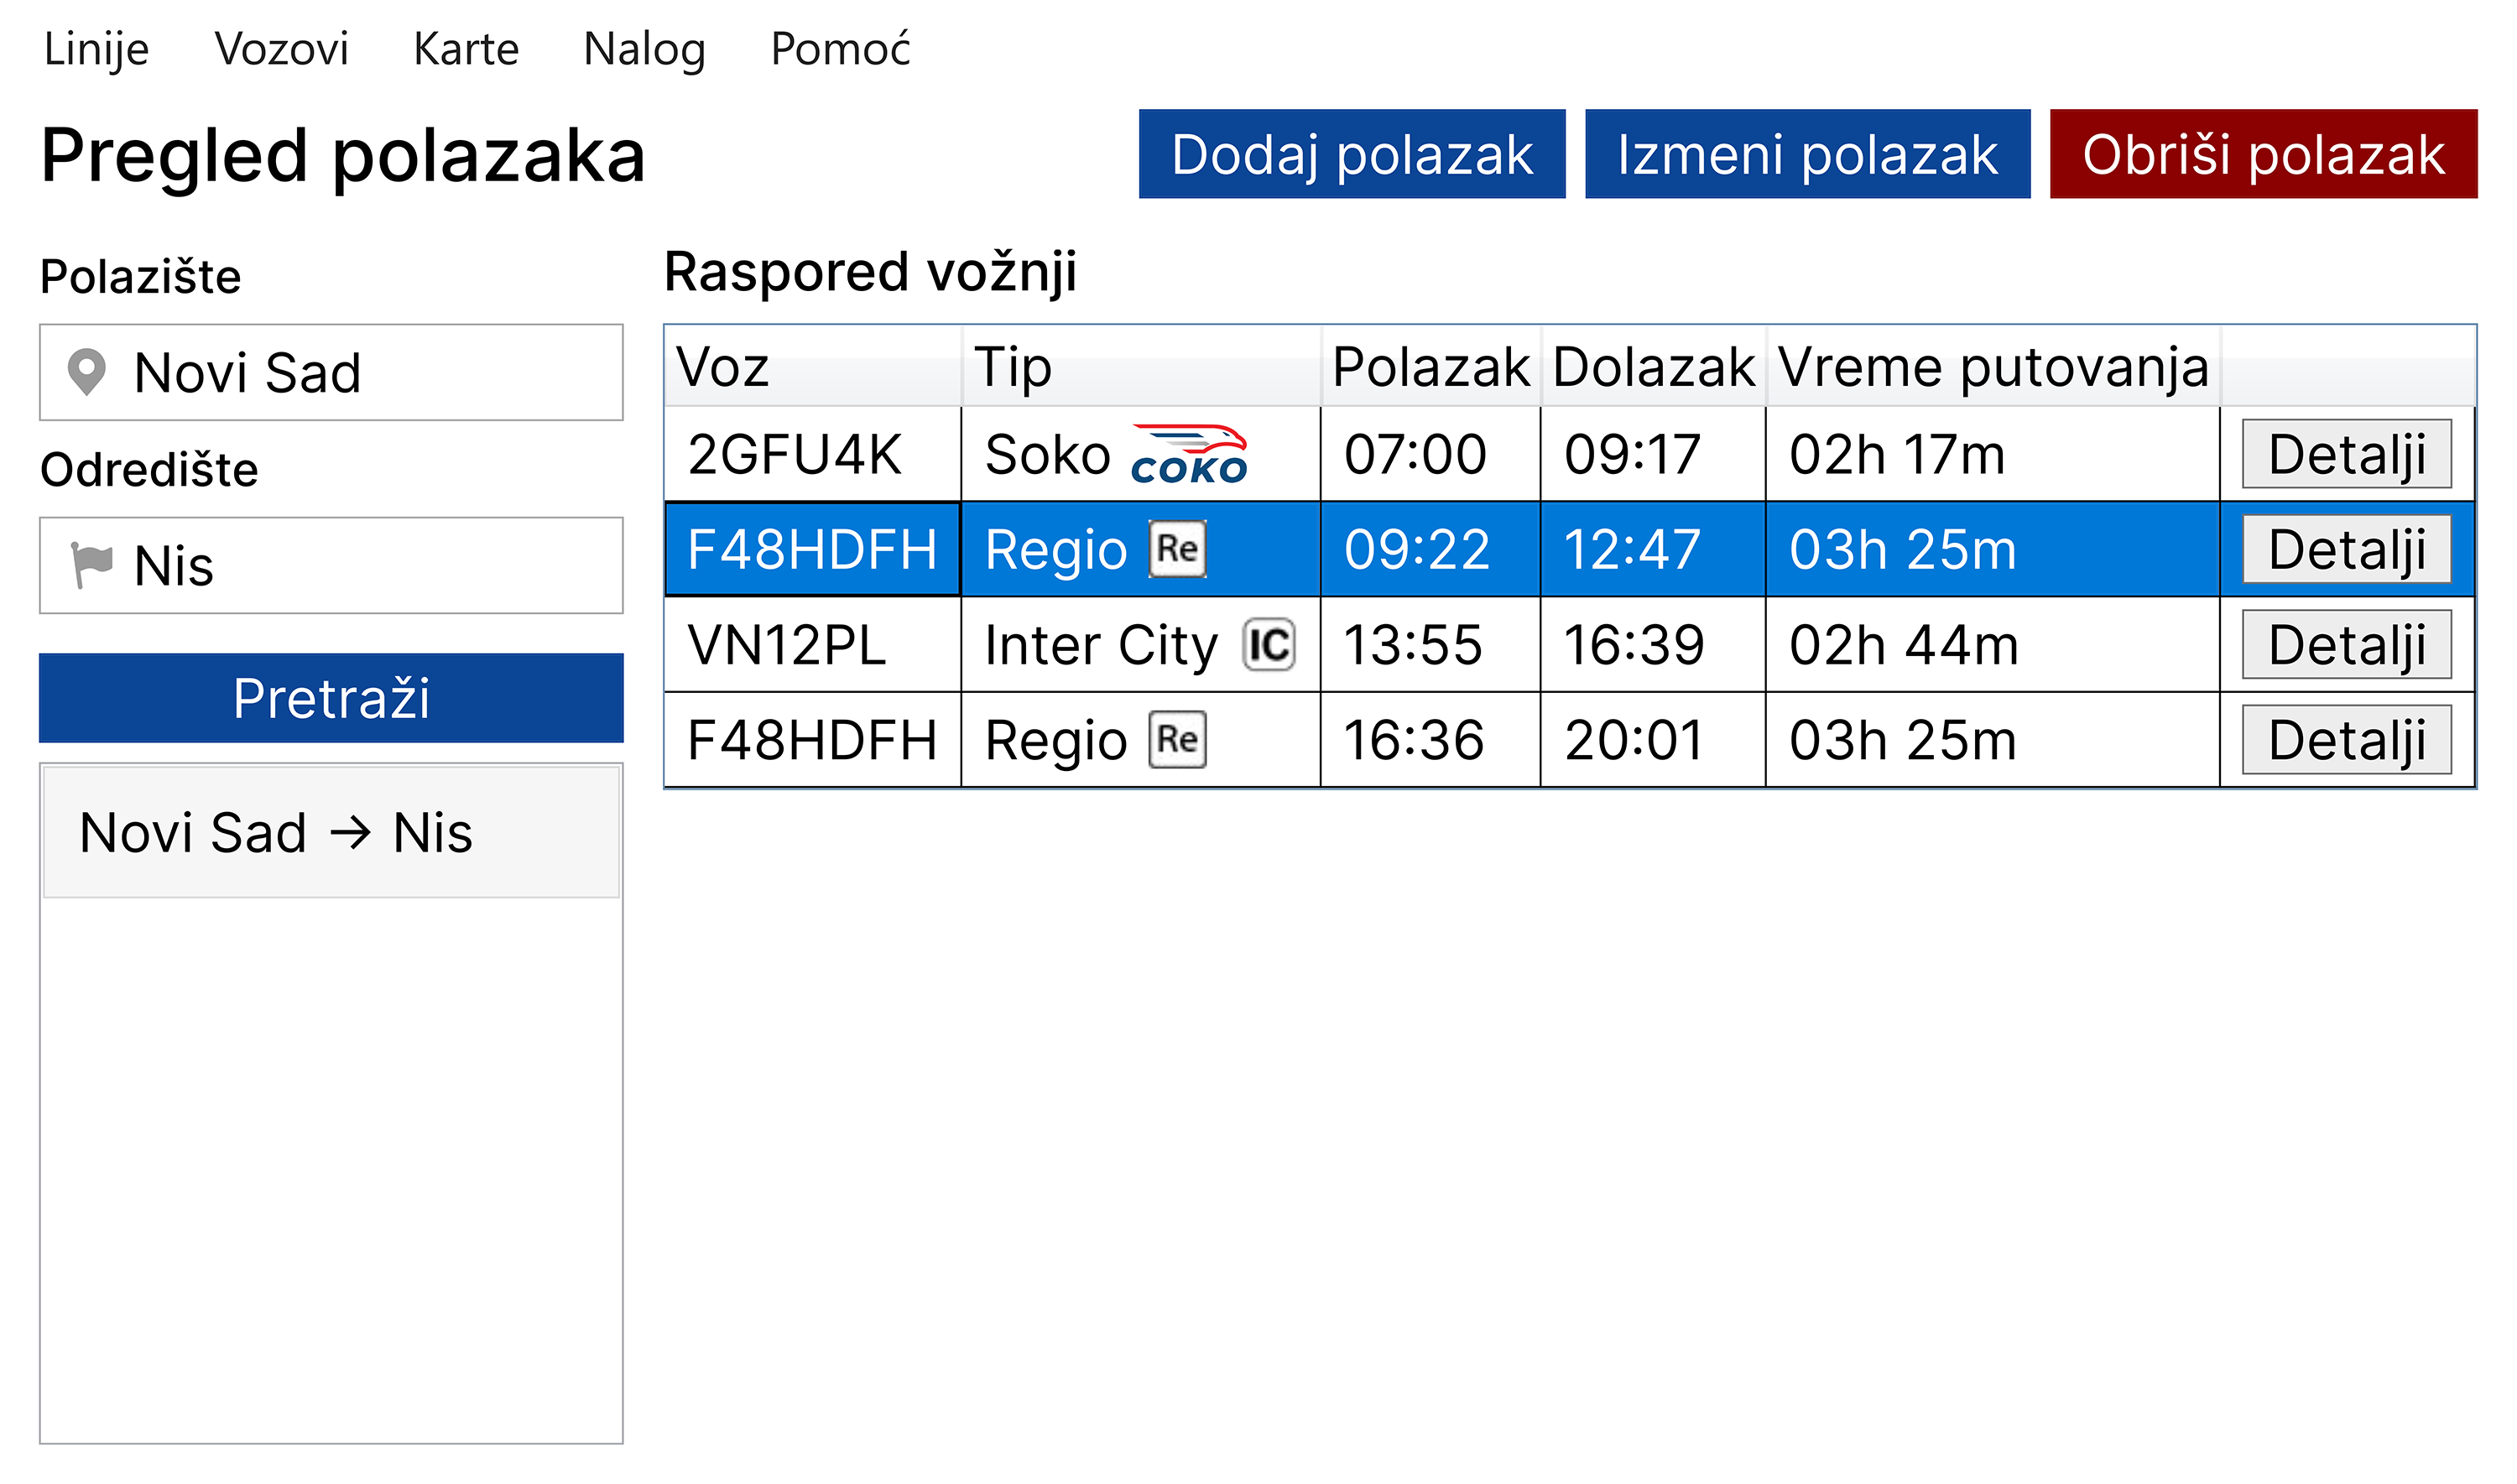 Linije Vozovi Karte Nalog Pomoć
Pregled polazaka
Dodaj polazak Izmeni polazak Obriši polazak
Polazište
Novi Sad
Odredište
Nis
Pretraži
Novi Sad → Nis
Raspored vožnji
Voz Tip Polazak Dolazak Vreme putovanja
2GFU4K Soko СОКО 07:00 09:17 02h 17m Detalji
F48HDFH Regio Re 09:22 12:47 03h 25m Detalji
VN12PL Inter City IC 13:55 16:39 02h 44m Detalji
F48HDFH Regio Re 16:36 20:01 03h 25m Detalji